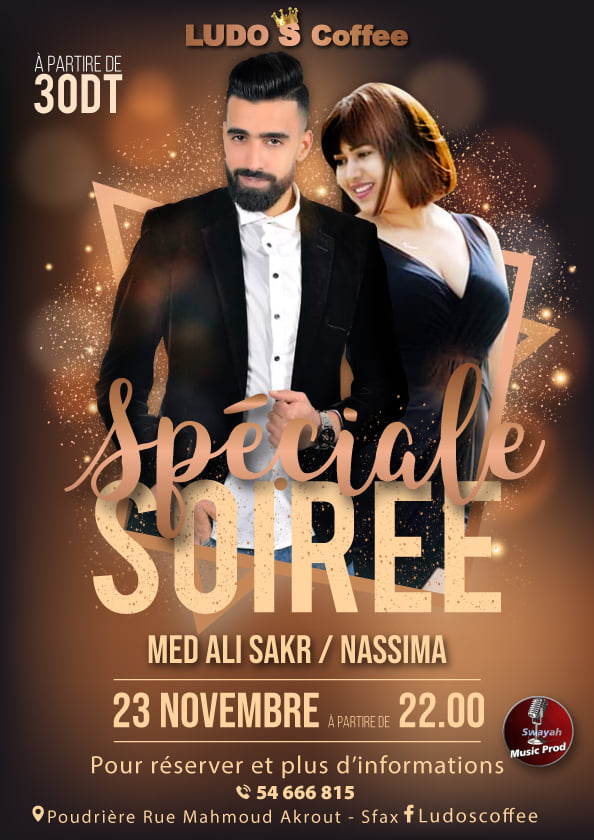 LUDO'S Coffee
À PARTIRE DE
30DT
Spéciale
SOIREE
MED ALI SAKR / NASSIMA
23 NOVEMBRE À PARTIRE DE 22.00
Swayah
Music Prod
Pour réserver et plus d'informations
54 666 815
Poudrière Rue Mahmoud Akrout - Sfax Ludoscoffee